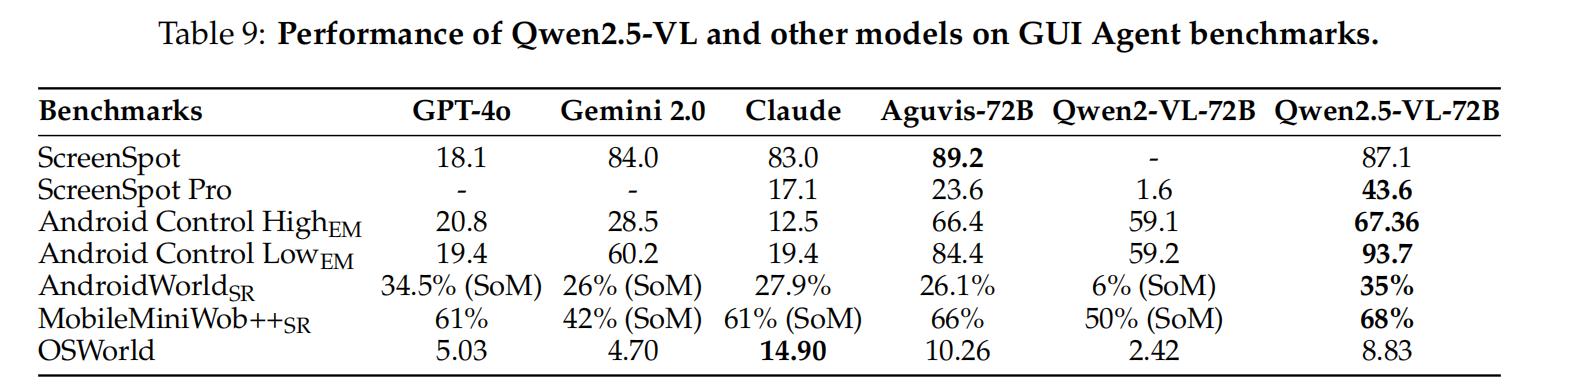 Table 9: Performance of Qwen2.5-VL and other models on GUI Agent benchmarks.
Benchmarks GPT-4o Gemini 2.0 Claude Aguvis-72B Qwen2-VL-72B Qwen2.5-VL-72B
ScreenSpot 18.1 84.0 83.0 89.2 - 87.1
ScreenSpot Pro - - 17.1 23.6 1.6 43.6
Android Control High EM 20.8 28.5 12.5 66.4 59.1 67.36
Android Control Low EM 19.4 60.2 19.4 84.4 59.2 93.7
AndroidWorld SR 34.5% (SoM) 26% (SoM) 27.9% 26.1% 6% (SoM) 35%
MobileMiniWob++ SR 61% 42% (SoM) 61% (SoM) 66% 50% (SoM) 68%
OSWorld 5.03 4.70 14.90 10.26 2.42 8.83